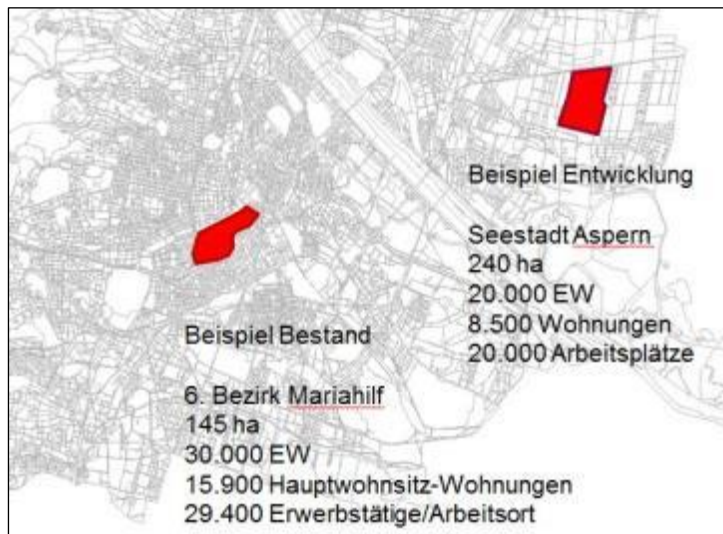 Beispiel Entwicklung
Seestadt Aspern
240 ha
20.000 EW
8.500 Wohnungen
20.000 Arbeitsplätze
Beispiel Bestand
6. Bezirk Mariahilf
145 ha
30.000 EW
15.900 Hauptwohnsitz-Wohnungen
29.400 Erwerbstätige/Arbeitsort